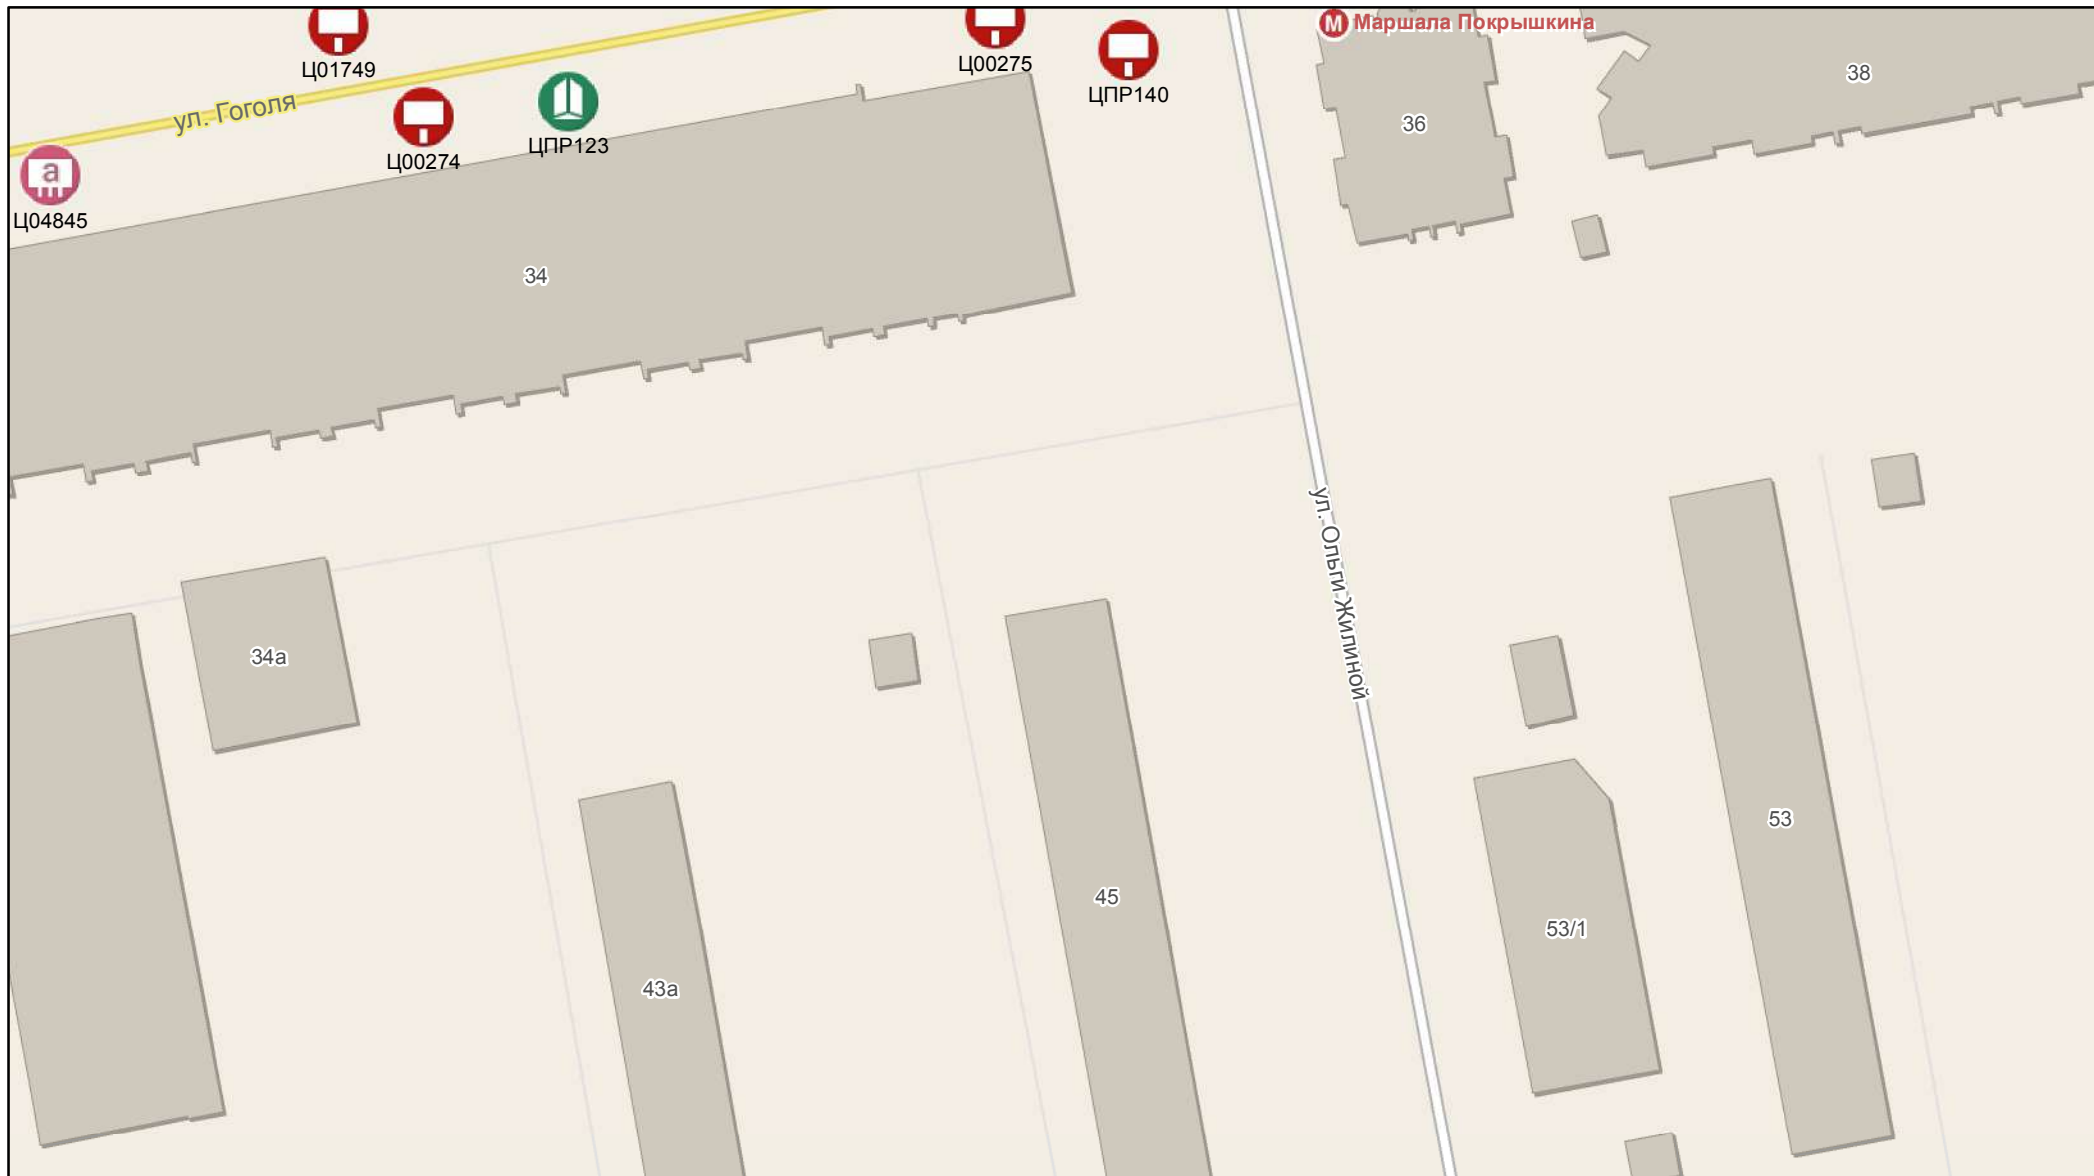 М Маршала Покрышкина
Ц01749
Ц00275
38
ЦПР140
ул. Гоголя
36
ЦПР123
Ц00274
а
Ц04845
34
ул. Ольги Жилиной
34а
53
45
53/1
43а